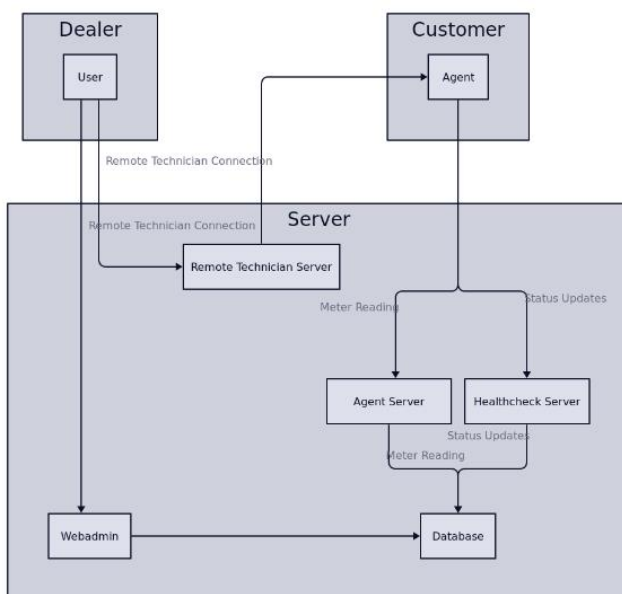 Dealer
Customer
User
Agent
Remote Technician Connection
Server
Remote Technician Connection
Remote Technician Server
Meter Reading
Status Updates
Agent Server
Healthcheck Server
Status Updates
Meter Reading
Webadmin
Database